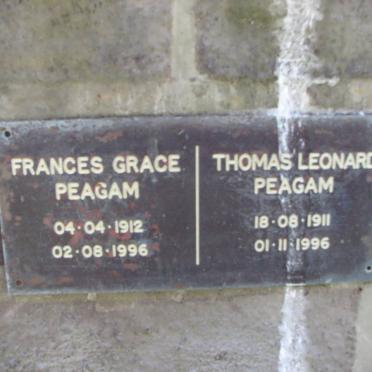 FRANCES GRACE
PEAGAM
04·04·1912
02·08·1996
THOMAS LEONARD
PEAGAM
18·08·1911
01·11·1996